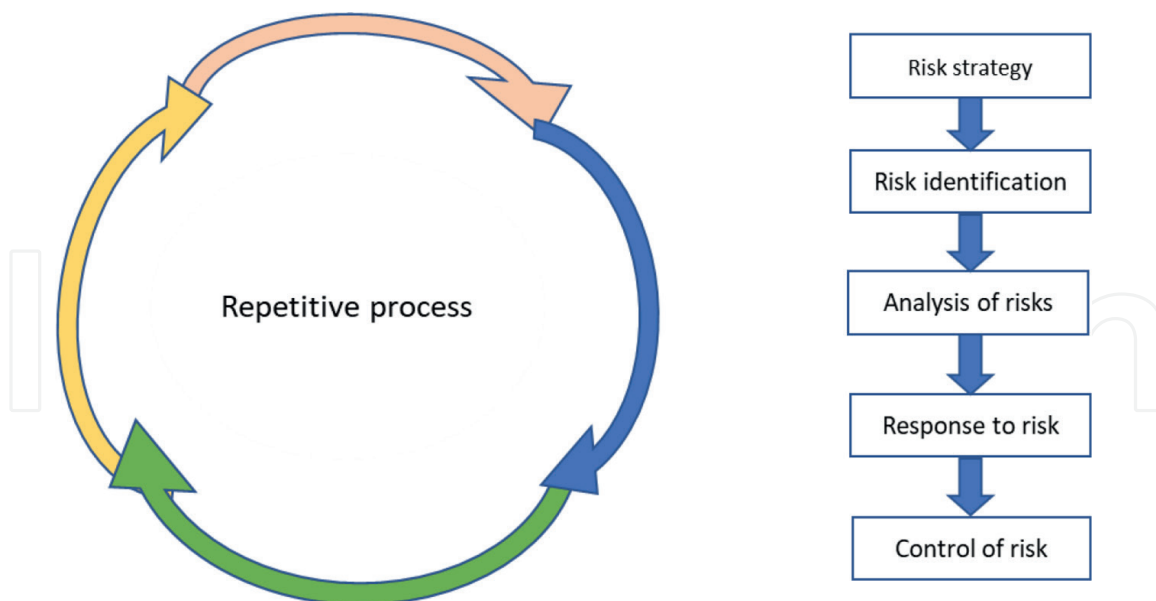 Repetitive process
Risk strategy
Risk identification
Analysis of risks
Response to risk
Control of risk